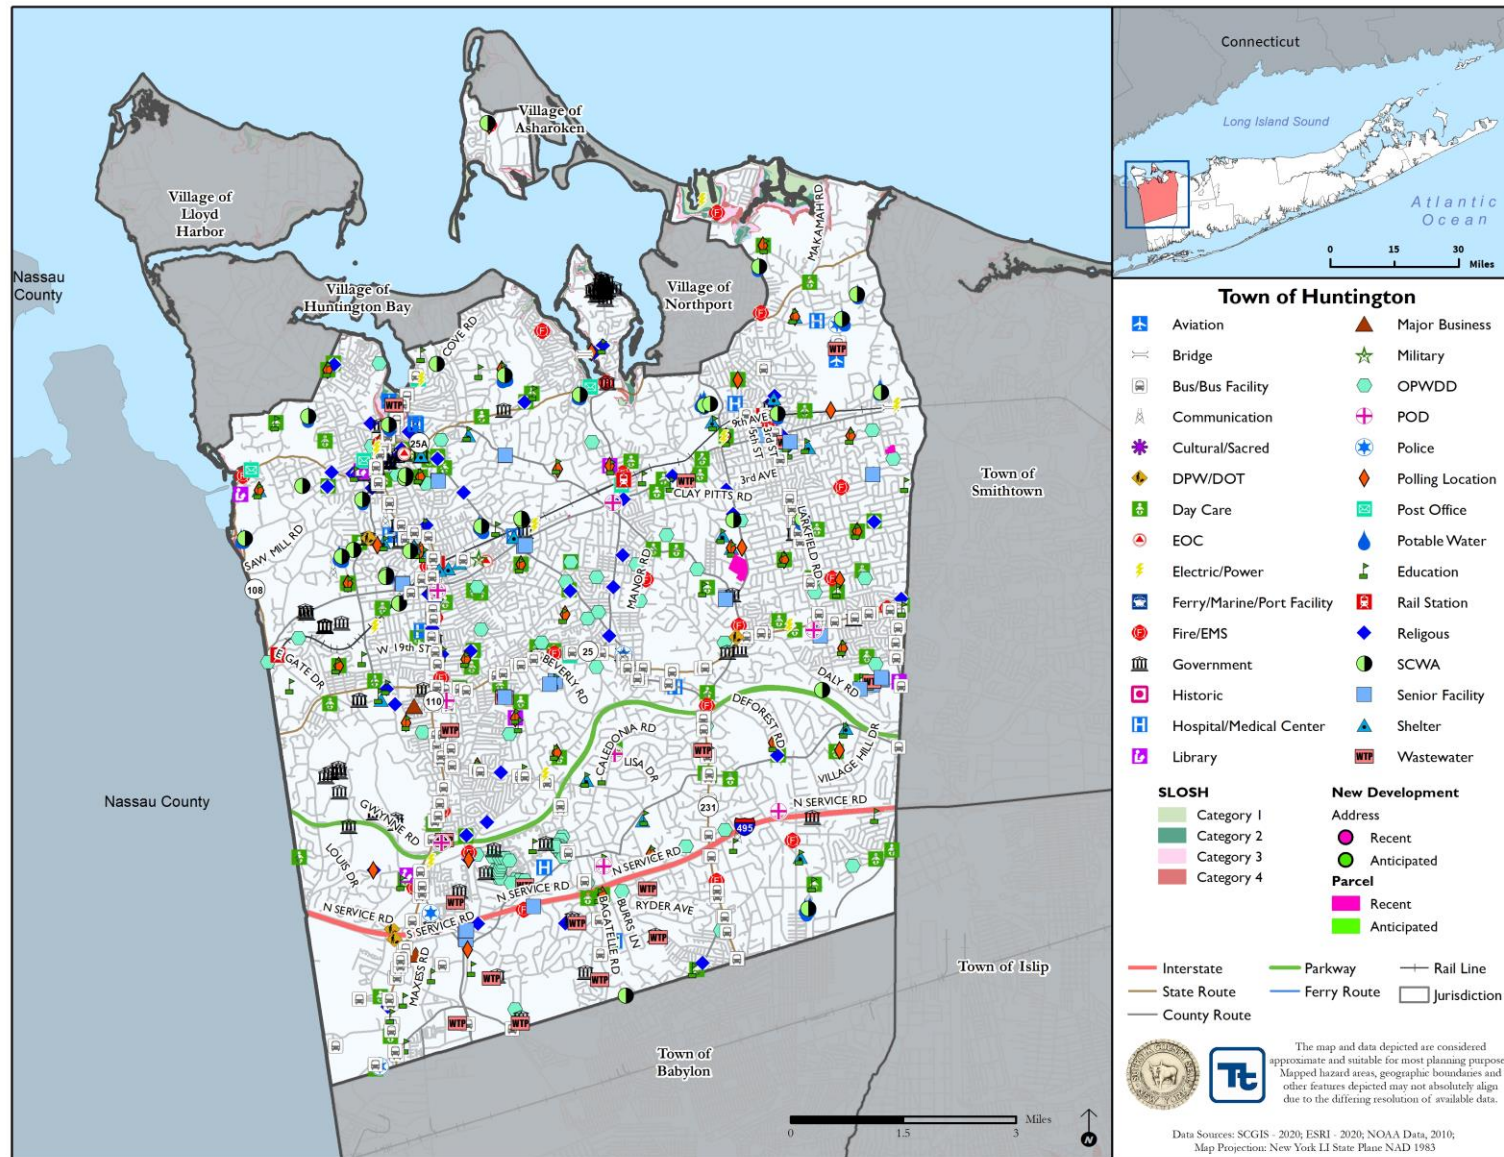 Village of
Asharoken
Village of
Lloyd
Harbor
Nassau
County
Village of
Huntington Bay
Village of
Northport
MAKAMAH RD
COVE RD
25A
9th AVE
5th ST
3rd ST
3rd AVE
CLAY PITTS RD
LARKFIELD RD
Town of
Smithtown
SAW MILL RD
108
MANOR RD
E GATE DR
W 19th ST
BEVERLY RD
25
110
DALY RD
DEFOREST RD
CALEDONIA RD
LISA DR
VILLAGE HILL DR
Nassau County
GWYNNE RD
231
N SERVICE RD
495
LOUIS DR
N SERVICE RD
N SERVICE RD
RYDER AVE
BURRS LN
BAGATELLE RD
N SERVICE RD
S SERVICE RD
MAXESS RD
Town of Islip
Town of
Babylon
Miles
0
1.5
3
N
Connecticut
Long Island Sound
Atlantic
Ocean
0
15
30
Miles
Town of Huntington
Aviation
Major Business
Bridge
Military
Bus/Bus Facility
OPWDD
Communication
POD
Cultural/Sacred
Police
DPW/DOT
Polling Location
Day Care
Post Office
EOC
Potable Water
Electric/Power
Education
Ferry/Marine/Port Facility
Rail Station
Fire/EMS
Religous
Government
SCWA
Historic
Senior Facility
Hospital/Medical Center
Shelter
Library
WTP
Wastewater
SLOSH
Category 1
Category 2
Category 3
Category 4
New Development
Address
Recent
Anticipated
Parcel
Recent
Anticipated
Interstate
Parkway
Rail Line
State Route
Ferry Route
Jurisdiction
County Route
Tt
The map and data depicted are considered
approximate and suitable for most planning purpose
Mapped hazard areas, geographic boundaries and
other features depicted may not absolutely align
due to the differing resolution of available data.
Data Sources: SCGIS - 2020; ESRI - 2020; NOAA Data, 2010;
Map Projection: New York LI State Plane NAD 1983